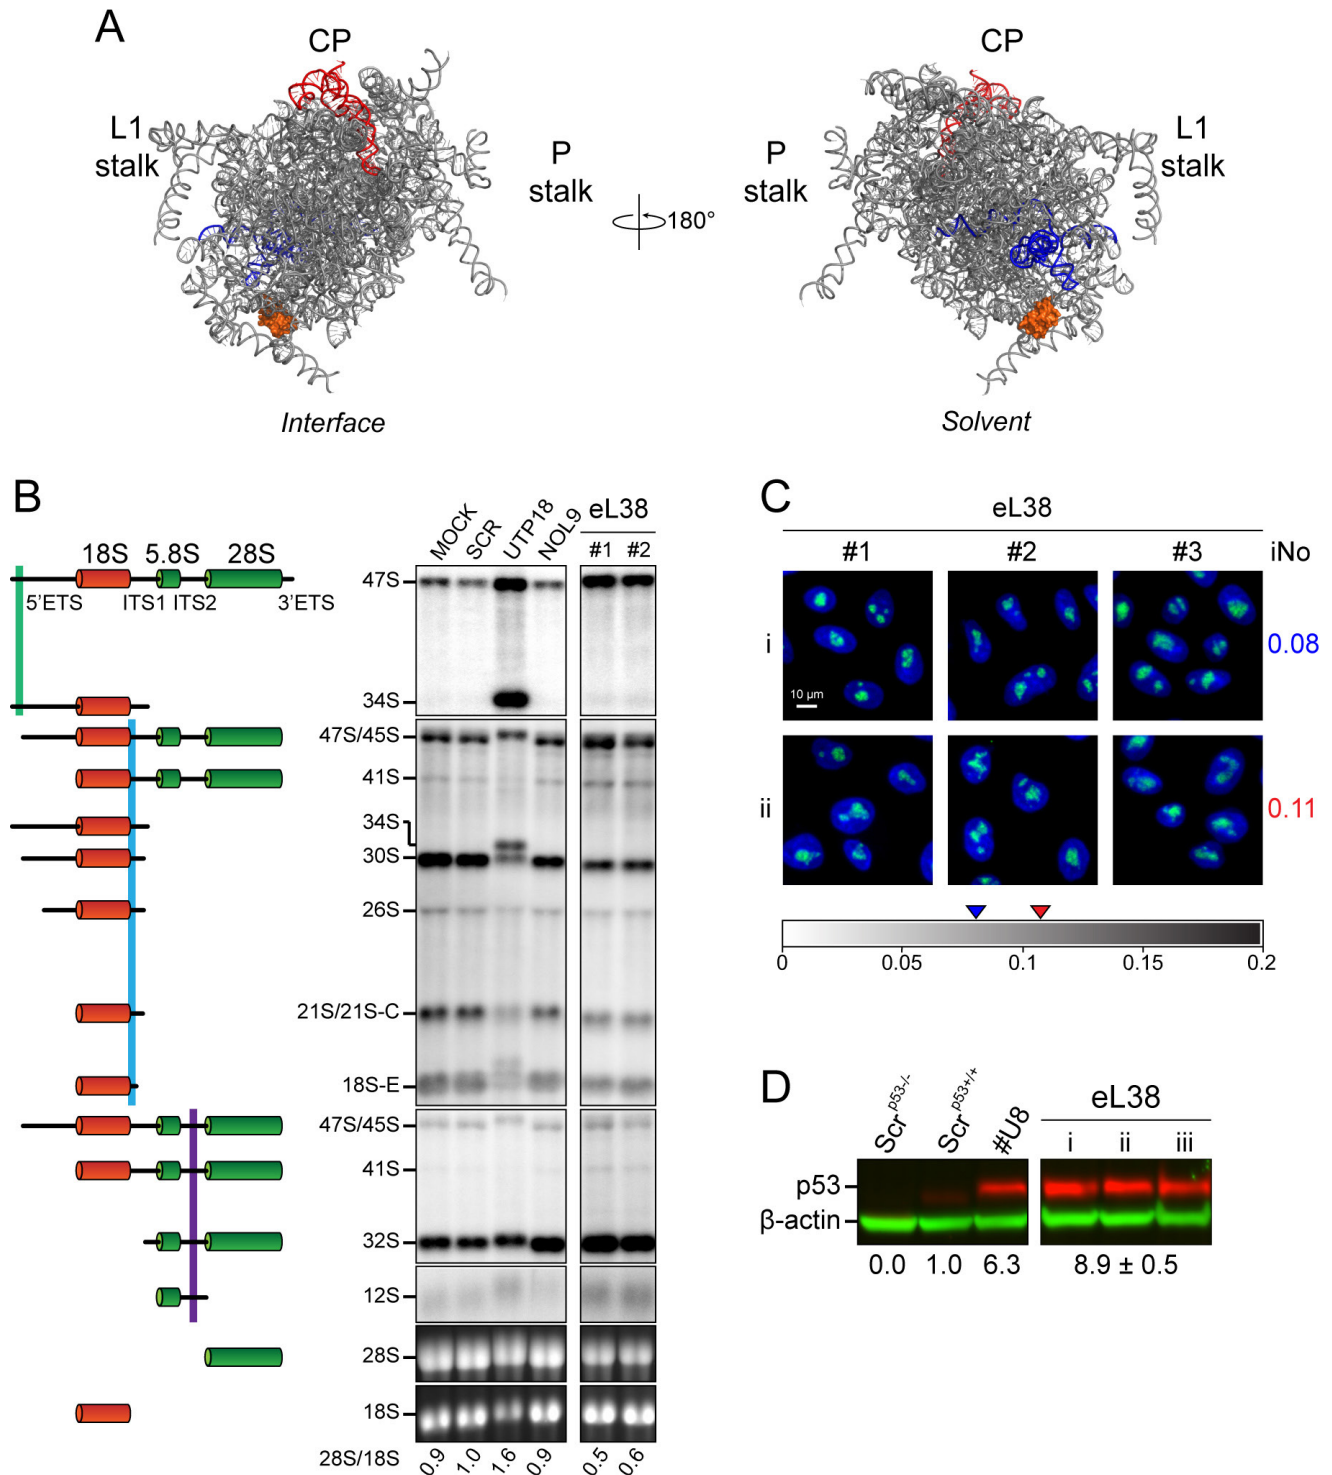 A
CP
L1
stalk
P
stalk
180°
CP
P
stalk
L1
stalk
Interface
Solvent
B
18S 5.8S 28S
5'ETS ITS1 ITS2 3'ETS
MOCK SCR UTP18 NOL9 eL38
#1 #2
47S
34S
47S/45S
41S
34S
30S
26S
21S/21S-C
18S-E
47S/45S
41S
32S
12S
28S
18S
28S/18S 0.9 1.0 1.6 0.9 0.5 0.6
C
eL38
#1 #2 #3 iNo
i 0.08
10 µm
ii 0.11
0 0.05 0.1 0.15 0.2
D
Scr p53-/- Scr p53+/+ #U8 eL38
i ii iii
p53
β-actin
0.0 1.0 6.3 8.9 ± 0.5